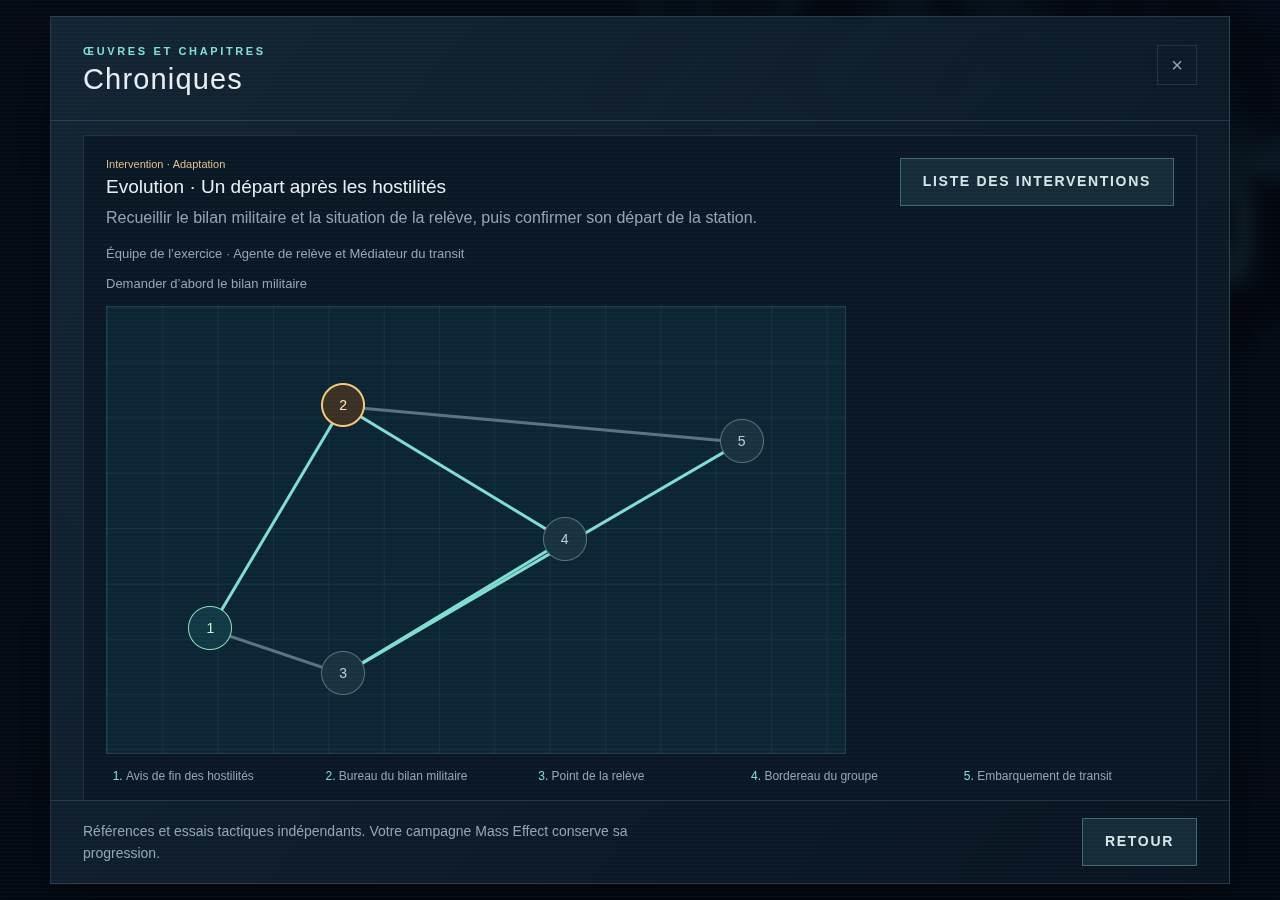 ŒUVRES ET CHAPITRES
Chroniques
×
Intervention · Adaptation
Evolution · Un départ après les hostilités
LISTE DES INTERVENTIONS
Recueillir le bilan militaire et la situation de la relève, puis confirmer son départ de la station.
Équipe de l’exercice · Agente de relève et Médiateur du transit
Demander d’abord le bilan militaire
2
5
4
1
3
1. Avis de fin des hostilités
2. Bureau du bilan militaire
3. Point de la relève
4. Bordereau du groupe
5. Embarquement de transit
Références et essais tactiques indépendants. Votre campagne Mass Effect conserve sa
progression.
RETOUR